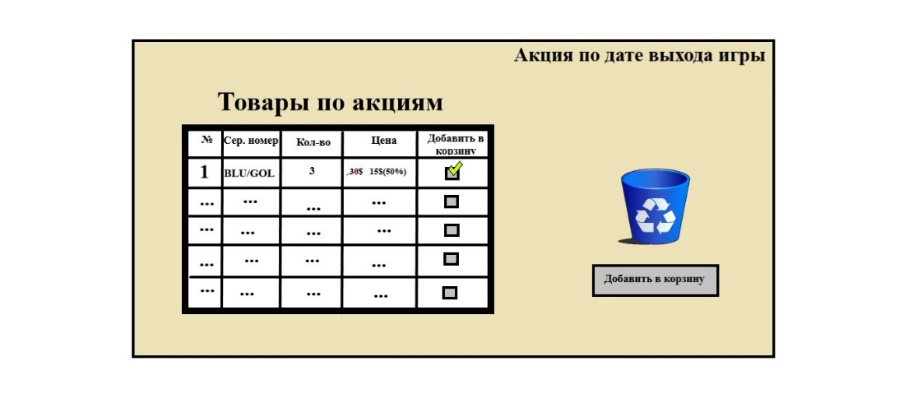 Акция по дате выхода игры
Товары по акциям
№ Сер. номер Кол-во Цена Добавить в корзину
1 BLU/GOL 3 30$ 15$(50%)
... ... ... ...
... ... ... ...
... ... ... ...
... ... ... ...
Добавить в корзину